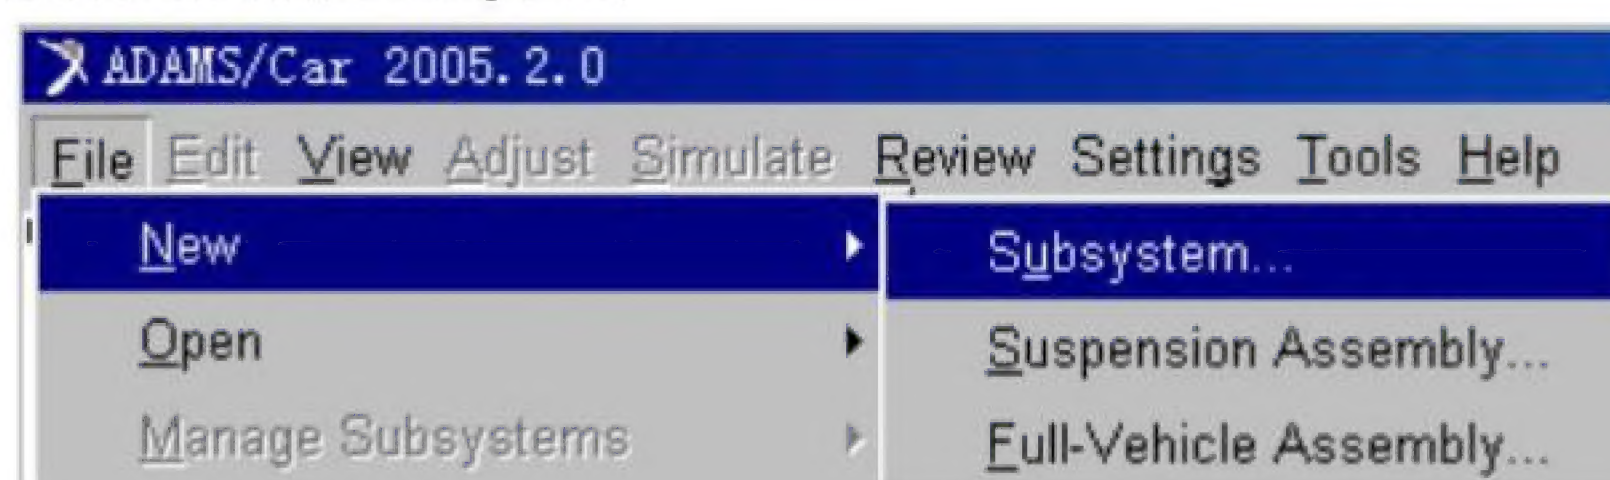 ADAMS/Car 2005.2.0
File Edit View Adjust Simulate Review Settings Tools Help
New Subsystem...
Open Suspension Assembly...
Manage Subsystems Full-Vehicle Assembly...